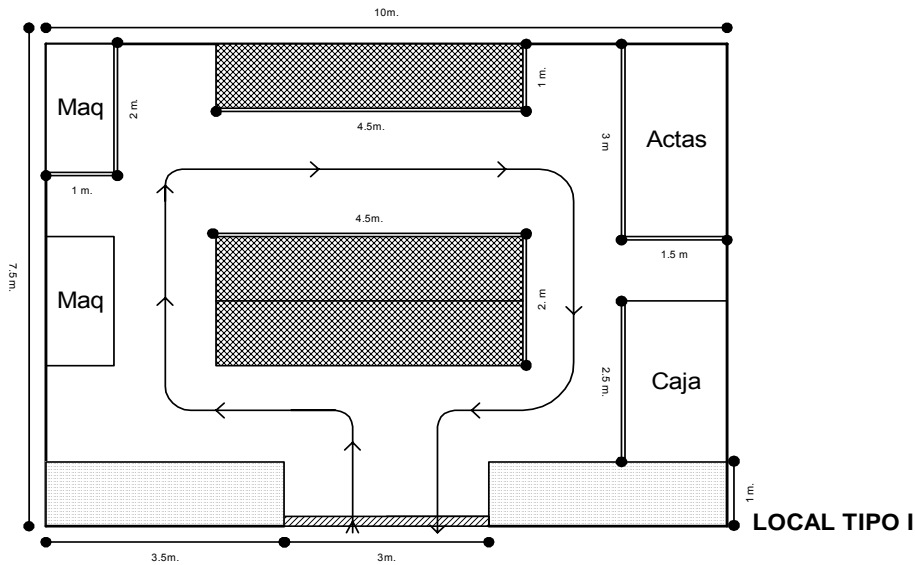 10m.
Maq
2 m.
1 m.
4.5m.
3 m
Actas
1 m.
1.5 m
7.5m.
4.5m.
Maq
2. m
2.5 m.
Caja
1 m.
LOCAL TIPO I
3.5m.
3m.